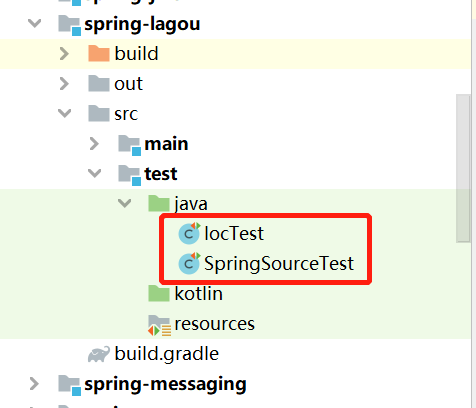 spring-lagou
build
out
src
main
test
java
IocTest
SpringSourceTest
kotlin
resources
build.gradle
spring-messaging